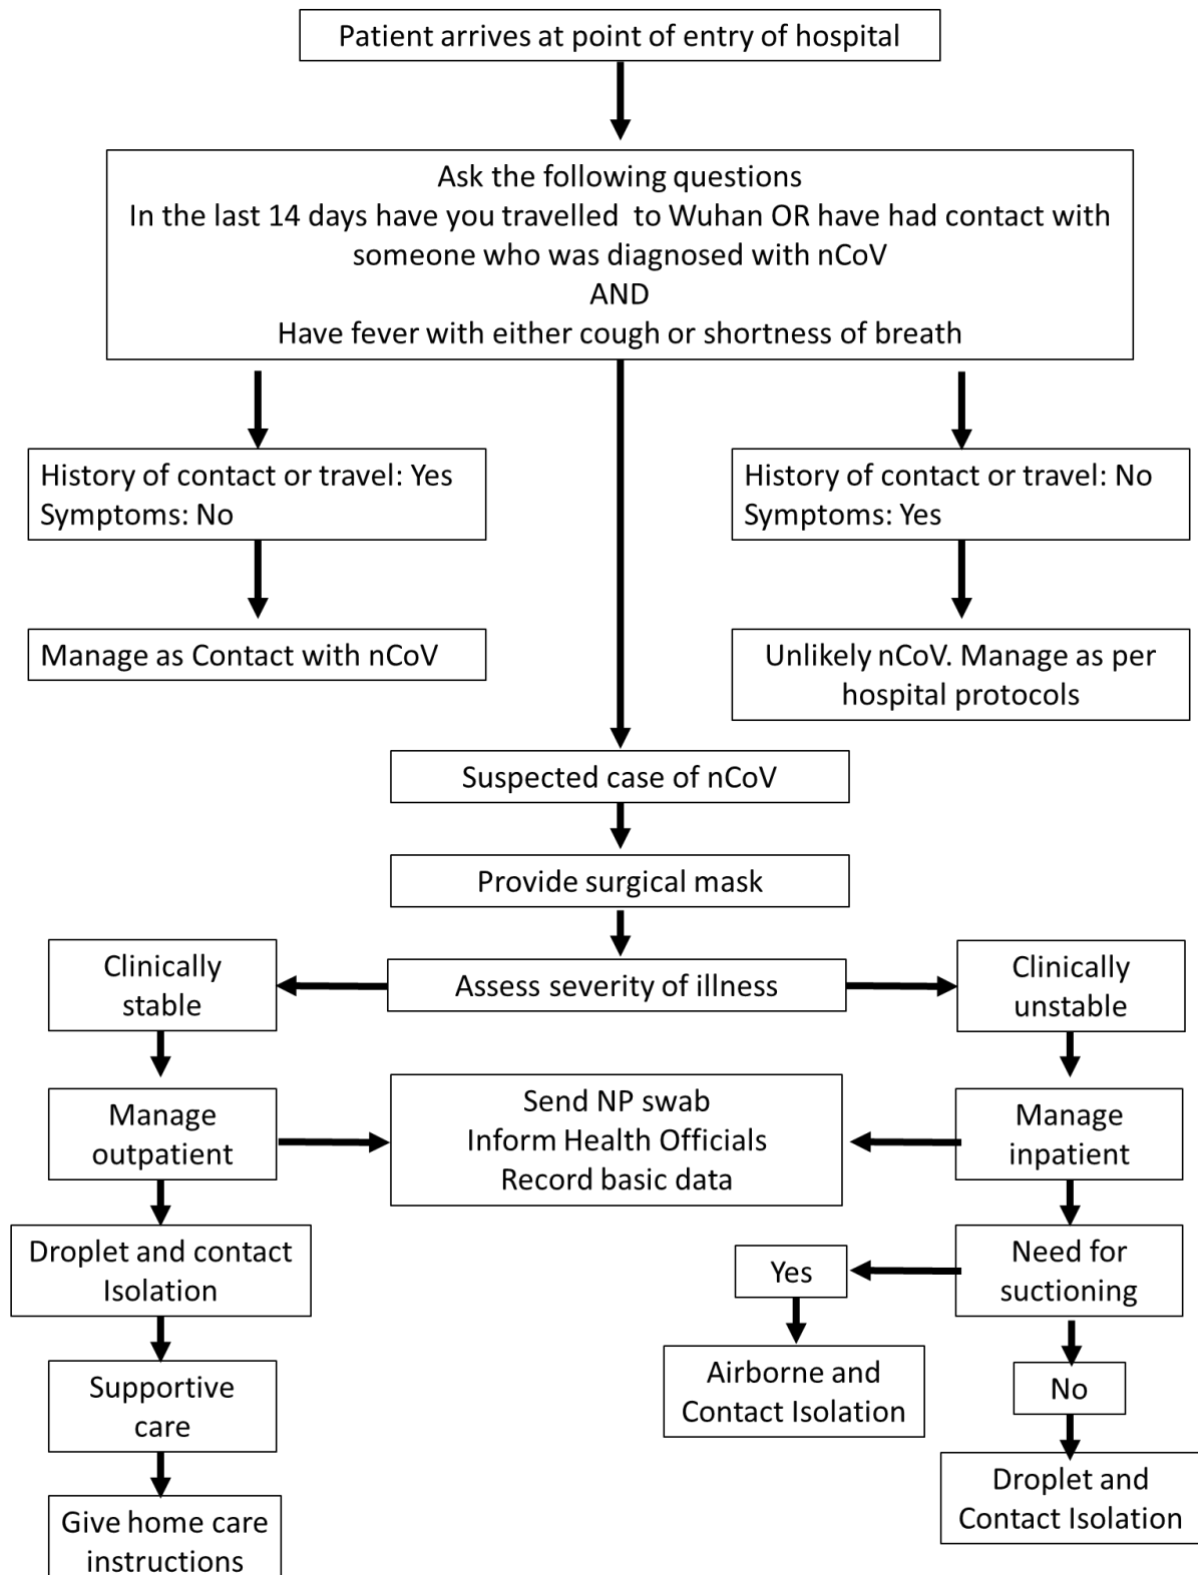 Patient arrives at point of entry of hospital
Ask the following questions
In the last 14 days have you travelled  to Wuhan OR have had contact with
someone who was diagnosed with nCoV
AND
Have fever with either cough or shortness of breath
History of contact or travel: Yes
Symptoms: No
History of contact or travel: No
Symptoms: Yes
Manage as Contact with nCoV
Unlikely nCoV. Manage as per
hospital protocols
Suspected case of nCoV
Provide surgical mask
Clinically
stable
Assess severity of illness
Clinically
unstable
Manage
outpatient
Send NP swab
Inform Health Officials
Record basic data
Manage
inpatient
Droplet and contact
Isolation
Yes
Need for
suctioning
Supportive
care
Airborne and
Contact Isolation
No
Give home care
instructions
Droplet and
Contact Isolation